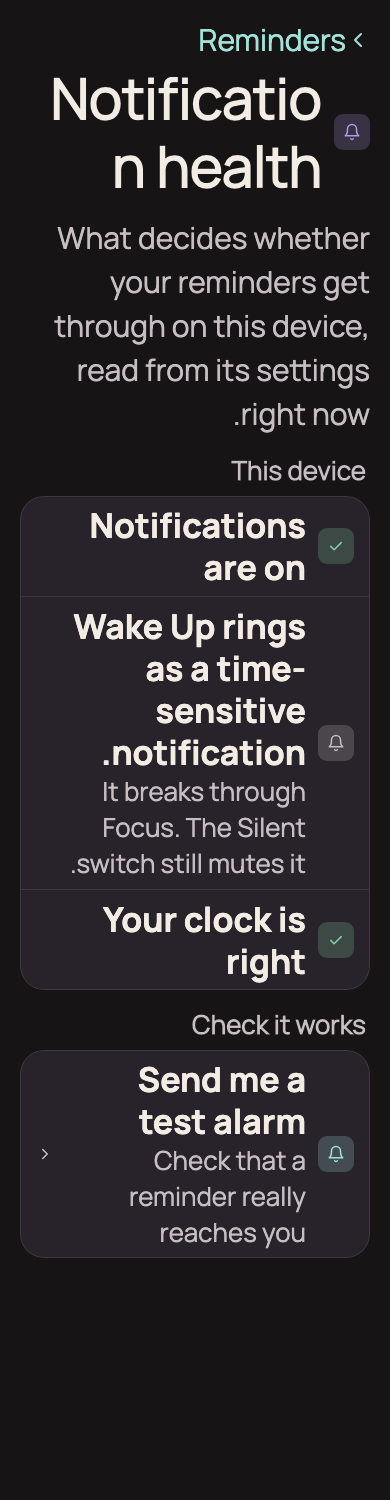 Reminders
Notificatio
n health
What decides whether
your reminders get
through on this device,
read from its settings
.right now
This device
Notifications
are on
Wake Up rings
as a time-
sensitive
.notification
It breaks through
Focus. The Silent
.switch still mutes it
Your clock is
right
Check it works
Send me a
test alarm
Check that a
reminder really
reaches you